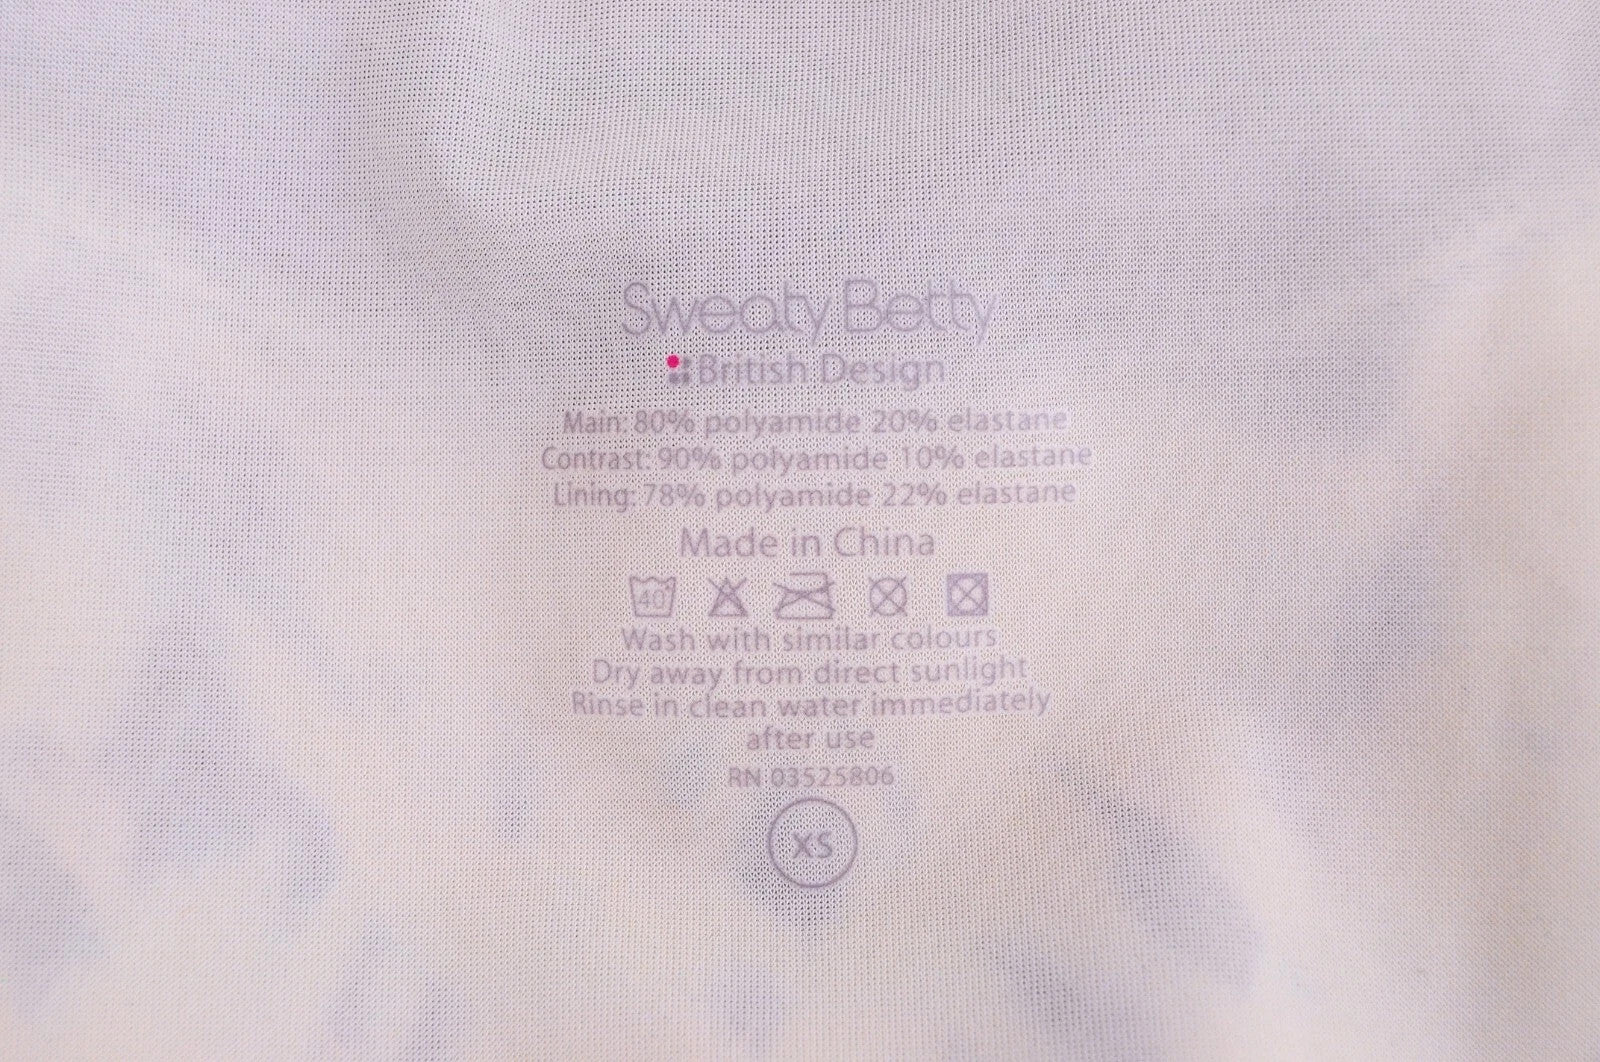 Sweaty Betty
British Design
Main: 80% polyamide 20% elastane
Contrast: 90% polyamide 10% elastane
Lining: 78% polyamide 22% elastane
Made in China
40°
Wash with similar colours
Dry away from direct sunlight
Rinse in clean water immediately
after use
RN 03525806
XS